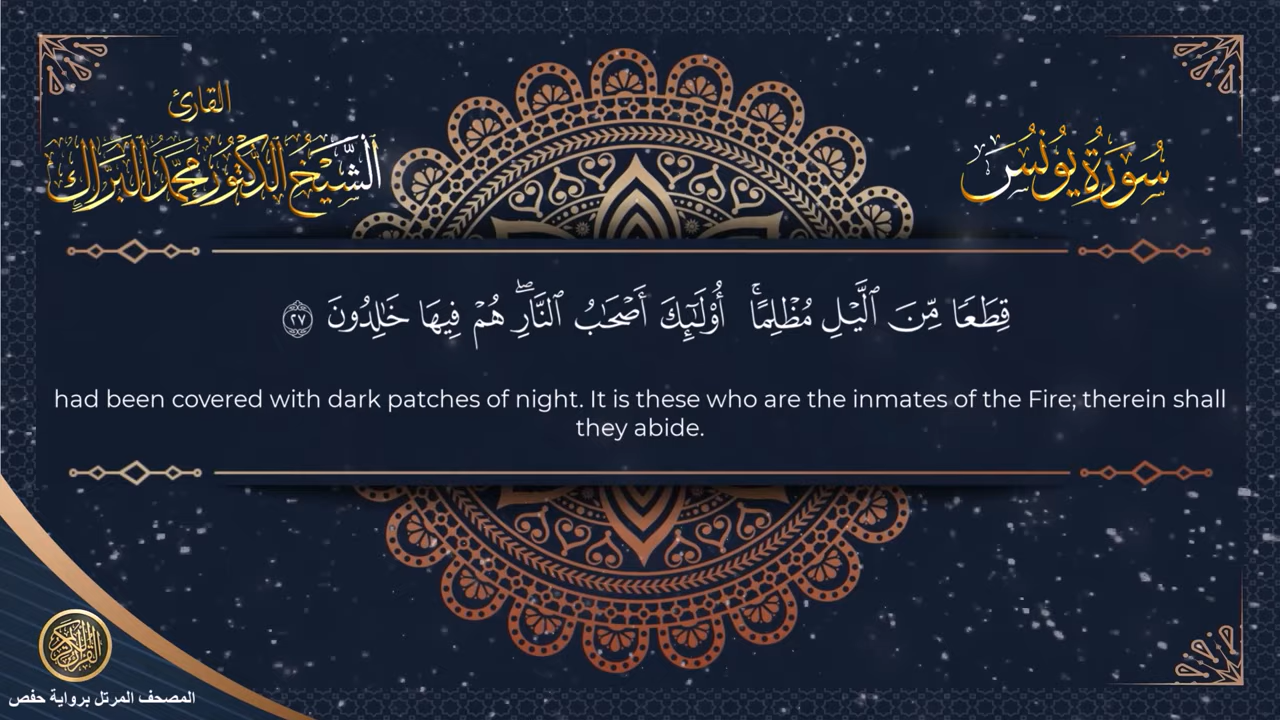 القارئ
الشيخ الدكتور محمد البراك
سورة يونس
قِطَعًا مِّنَ ٱلَّيْلِ مُظْلِمًا ۚ أُو۟لَـٰٓئِكَ أَصْحَـٰبُ ٱلنَّارِ ۖ هُمْ فِيهَا خَـٰلِدُونَ ٢٧
had been covered with dark patches of night. It is these who are the inmates of the Fire; therein shall
they abide.
القرآن الكريم
المصحف المرتل برواية حفص